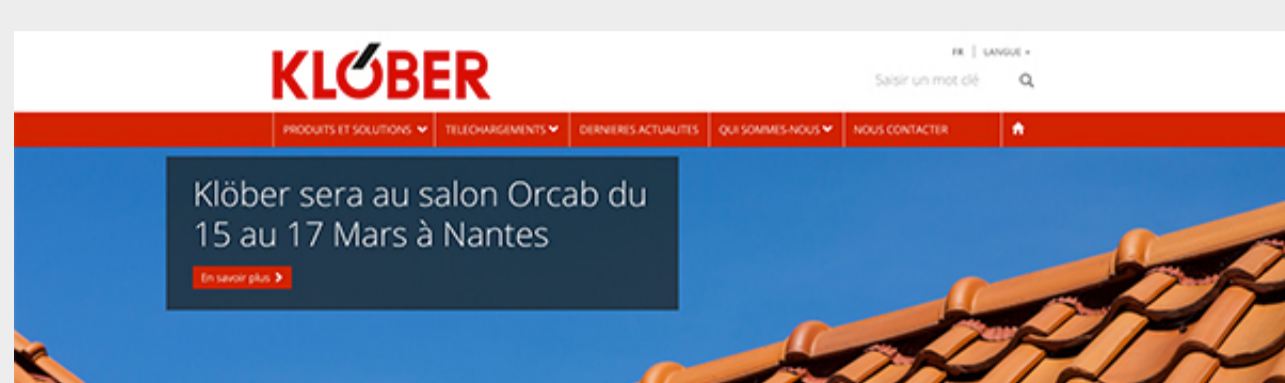 KLÖBER
FR | LANGUE
Saisir un mot clé
PRODUITS ET SOLUTIONS TELECHARGEMENTS DERNIERES ACTUALITES QUI SOMMES-NOUS NOUS CONTACTER
Klöber sera au salon Orcab du
15 au 17 Mars à Nantes
En savoir plus